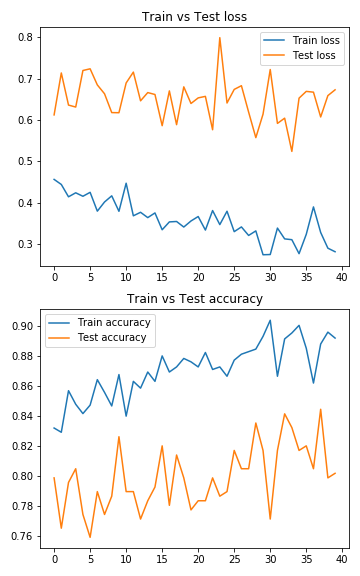 Train vs Test loss
Train loss
Test loss
0.8
0.7
0.6
0.5
0.4
0.3
0 5 10 15 20 25 30 35 40
Train vs Test accuracy
Train accuracy
Test accuracy
0.90
0.88
0.86
0.84
0.82
0.80
0.78
0.76
0 5 10 15 20 25 30 35 40